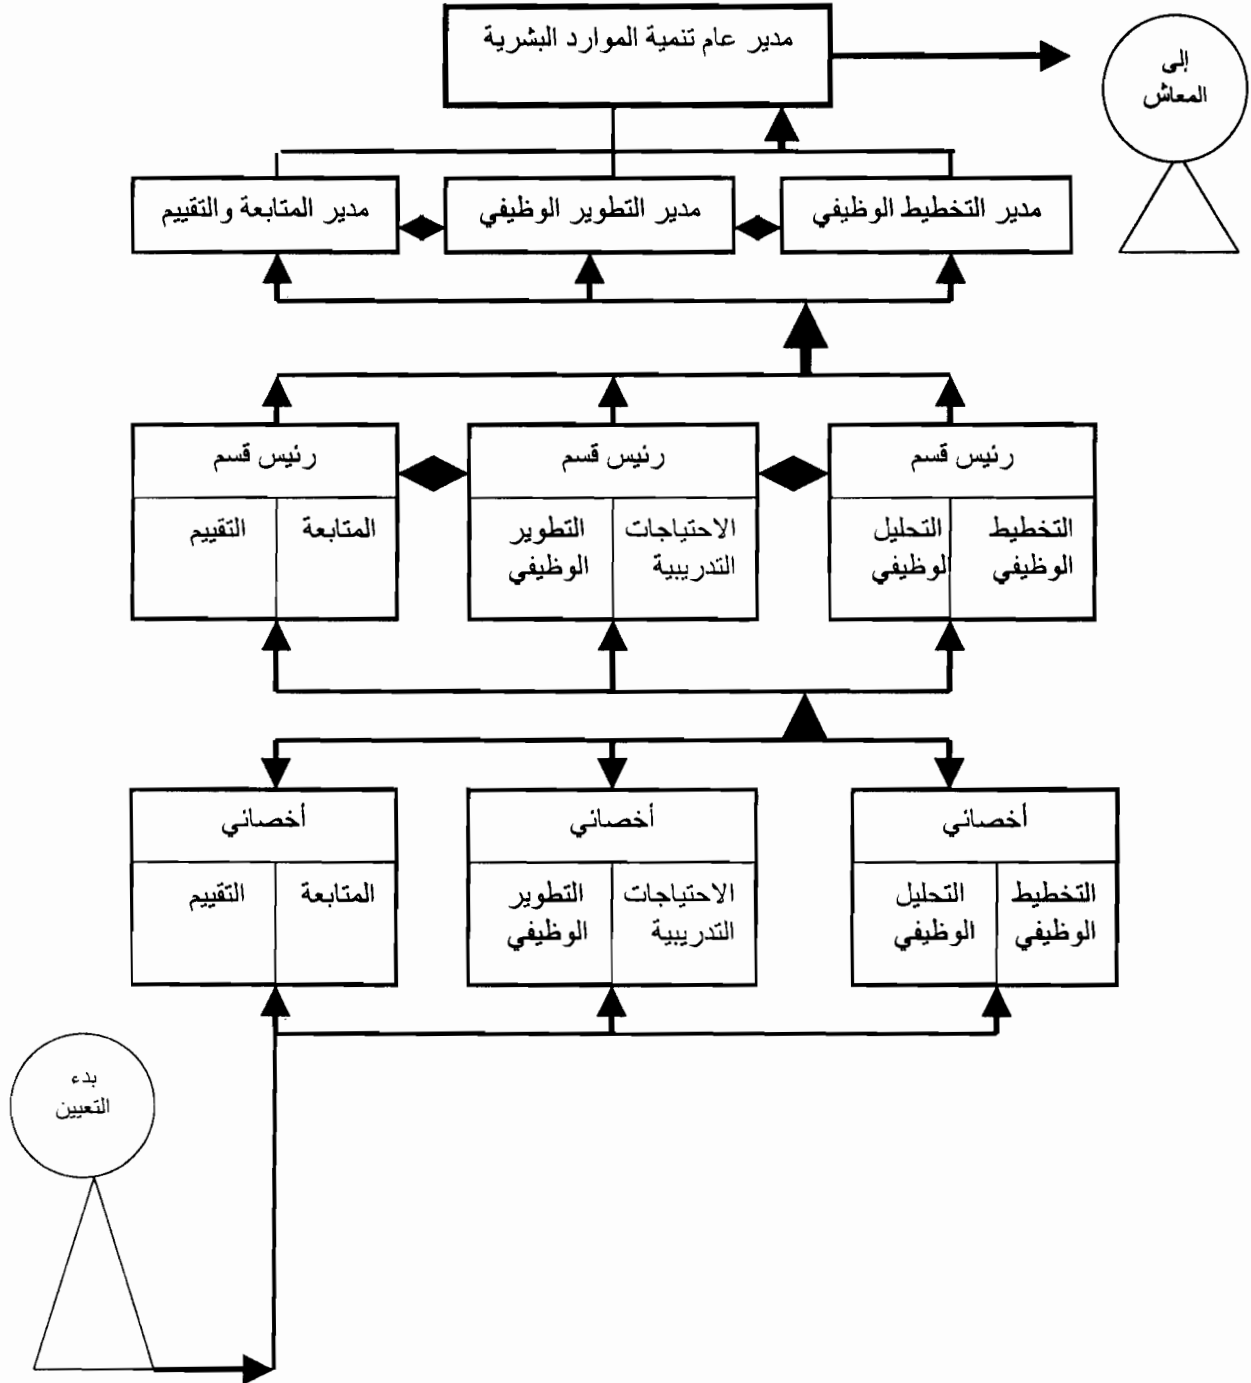 مدير عام تنمية الموارد البشرية
إلى
المعاش
مدير التخطيط الوظيفي
مدير التطوير الوظيفي
مدير المتابعة والتقييم
رئيس قسم
التخطيط
الوظيفي
التحليل
الوظيفي
رئيس قسم
الاحتياجات
التدريبية
التطوير
الوظيفي
رئيس قسم
المتابعة
التقييم
أخصائي
التخطيط
الوظيفي
التحليل
الوظيفي
أخصائي
الاحتياجات
التدريبية
التطوير
الوظيفي
أخصائي
المتابعة
التقييم
بدء
التعيين